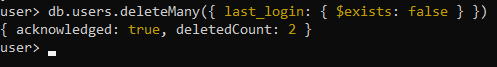 user> db.users.deleteMany({ last_login: { $exists: false } })
{ acknowledged: true, deletedCount: 2 }
user>